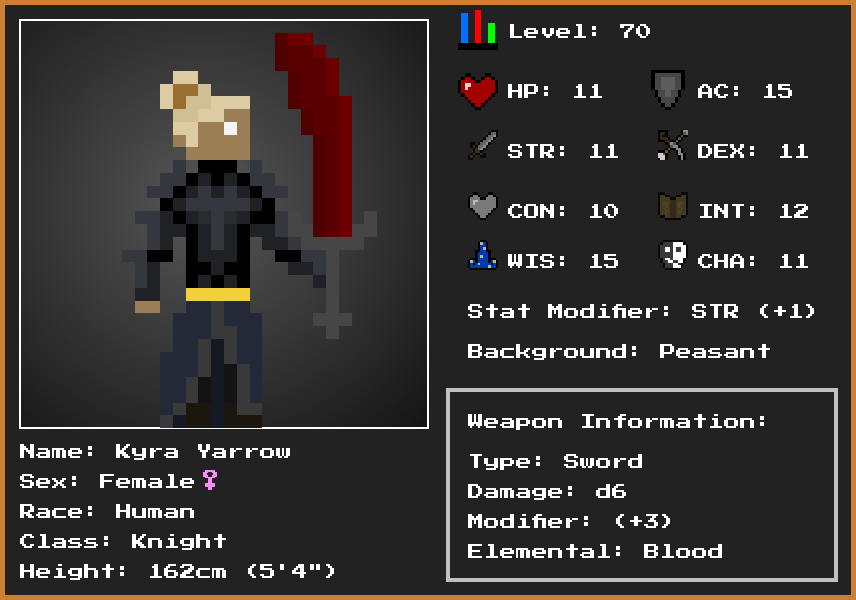 Level: 70
HP: 11
AC: 15
STR: 11
DEX: 11
CON: 10
INT: 12
WIS: 15
CHA: 11
Stat Modifier: STR (+1)
Background: Peasant
Weapon Information:
Type: Sword
Damage: d6
Modifier: (+3)
Elemental: Blood
Name: Kyra Yarrow
Sex: Female♀
Race: Human
Class: Knight
Height: 162cm (5'4")